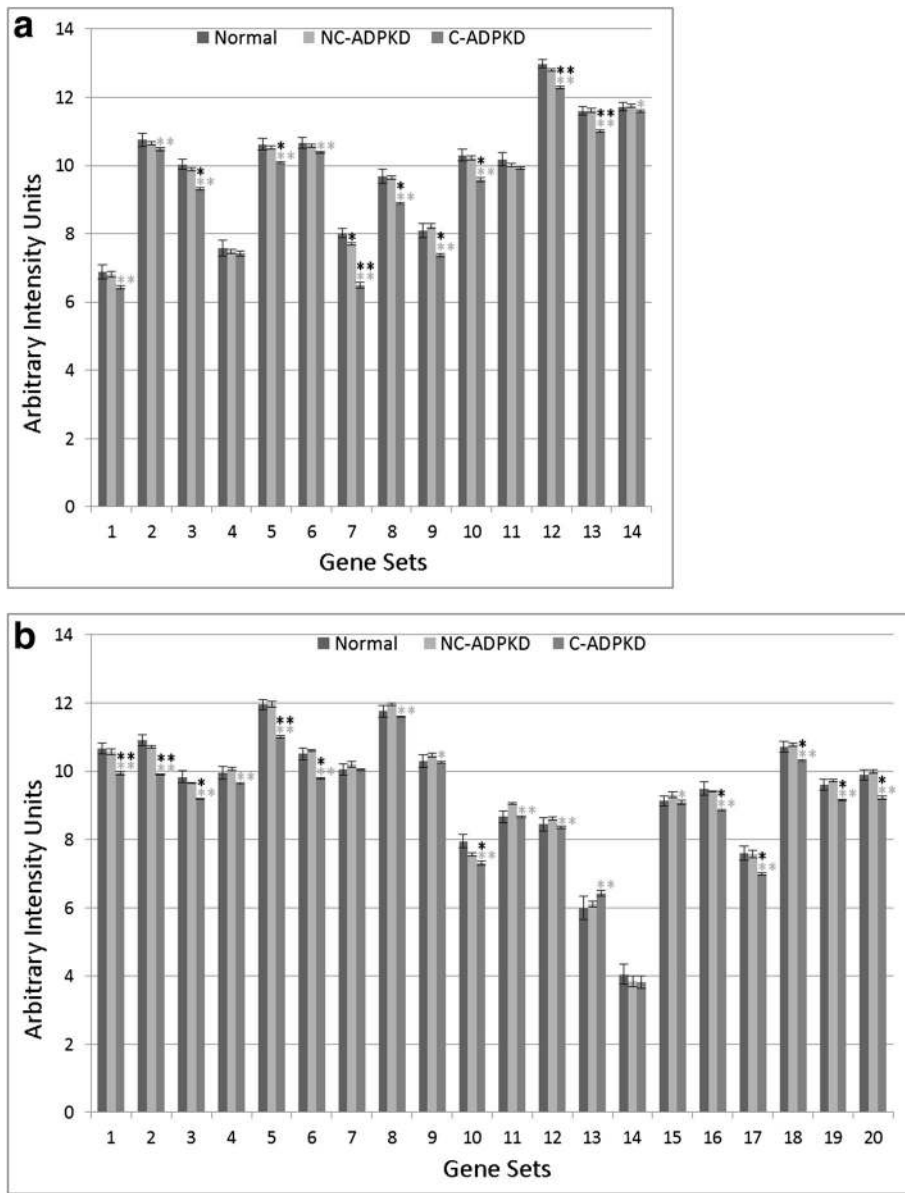 a
Normal NC-ADPKD C-ADPKD
14
12
10
8
6
4
2
0
Arbitrary Intensity Units
** ** * ** * ** ** * ** ** * ** * ** * ** ** ** ** ** *
1 2 3 4 5 6 7 8 9 10 11 12 13 14
Gene Sets
b
Normal NC-ADPKD C-ADPKD
14
12
10
8
6
4
2
0
Arbitrary Intensity Units
** ** ** ** * ** ** ** ** * ** ** * * ** ** ** ** * * ** * ** * ** * ** * **
1 2 3 4 5 6 7 8 9 10 11 12 13 14 15 16 17 18 19 20
Gene Sets